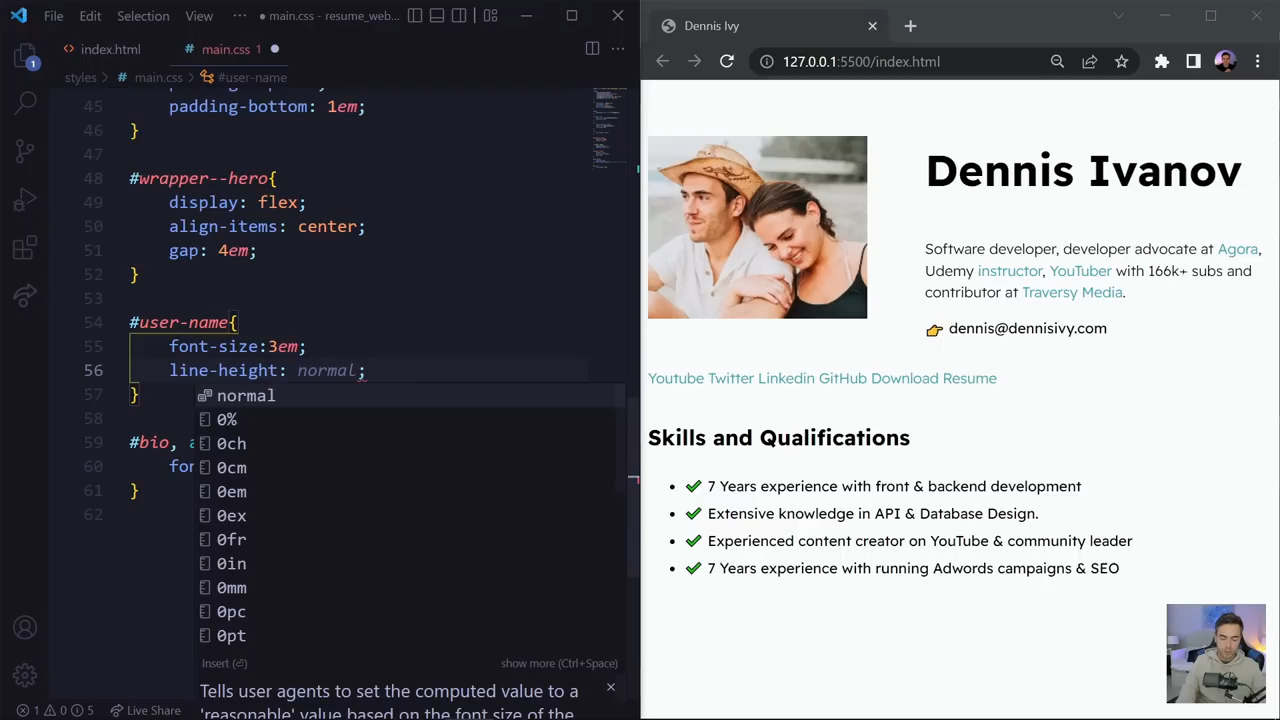 File Edit Selection View ··· ● main.css - resume_web...
index.html
# main.css 1 ●
styles > # main.css > #user-name
45 padding-bottom: 1em;
46 }
47
48 #wrapper--hero{
49 display: flex;
50 align-items: center;
51 gap: 4em;
52 }
53
54 #user-name{
55 font-size:3em;
56 line-height: normal;
57 }
58
59 #bio, a
60 fo
61 }
62
normal
0%
0ch
0cm
0em
0ex
0fr
0in
0mm
0pc
0pt
Insert (⏎) show more (Ctrl+Space)
Tells user agents to set the computed value to a
'reasonable' value based on the font size of the
1
1 0 5 Live Share
Dennis Ivy
127.0.0.1:5500/index.html
Dennis Ivanov
Software developer, developer advocate at Agora,
Udemy instructor, YouTuber with 166k+ subs and
contributor at Traversy Media.
👉 dennis@dennisivy.com
Youtube Twitter Linkedin GitHub Download Resume
Skills and Qualifications
• ✔ 7 Years experience with front & backend development
• ✔ Extensive knowledge in API & Database Design.
• ✔ Experienced content creator on YouTube & community leader
• ✔ 7 Years experience with running Adwords campaigns & SEO